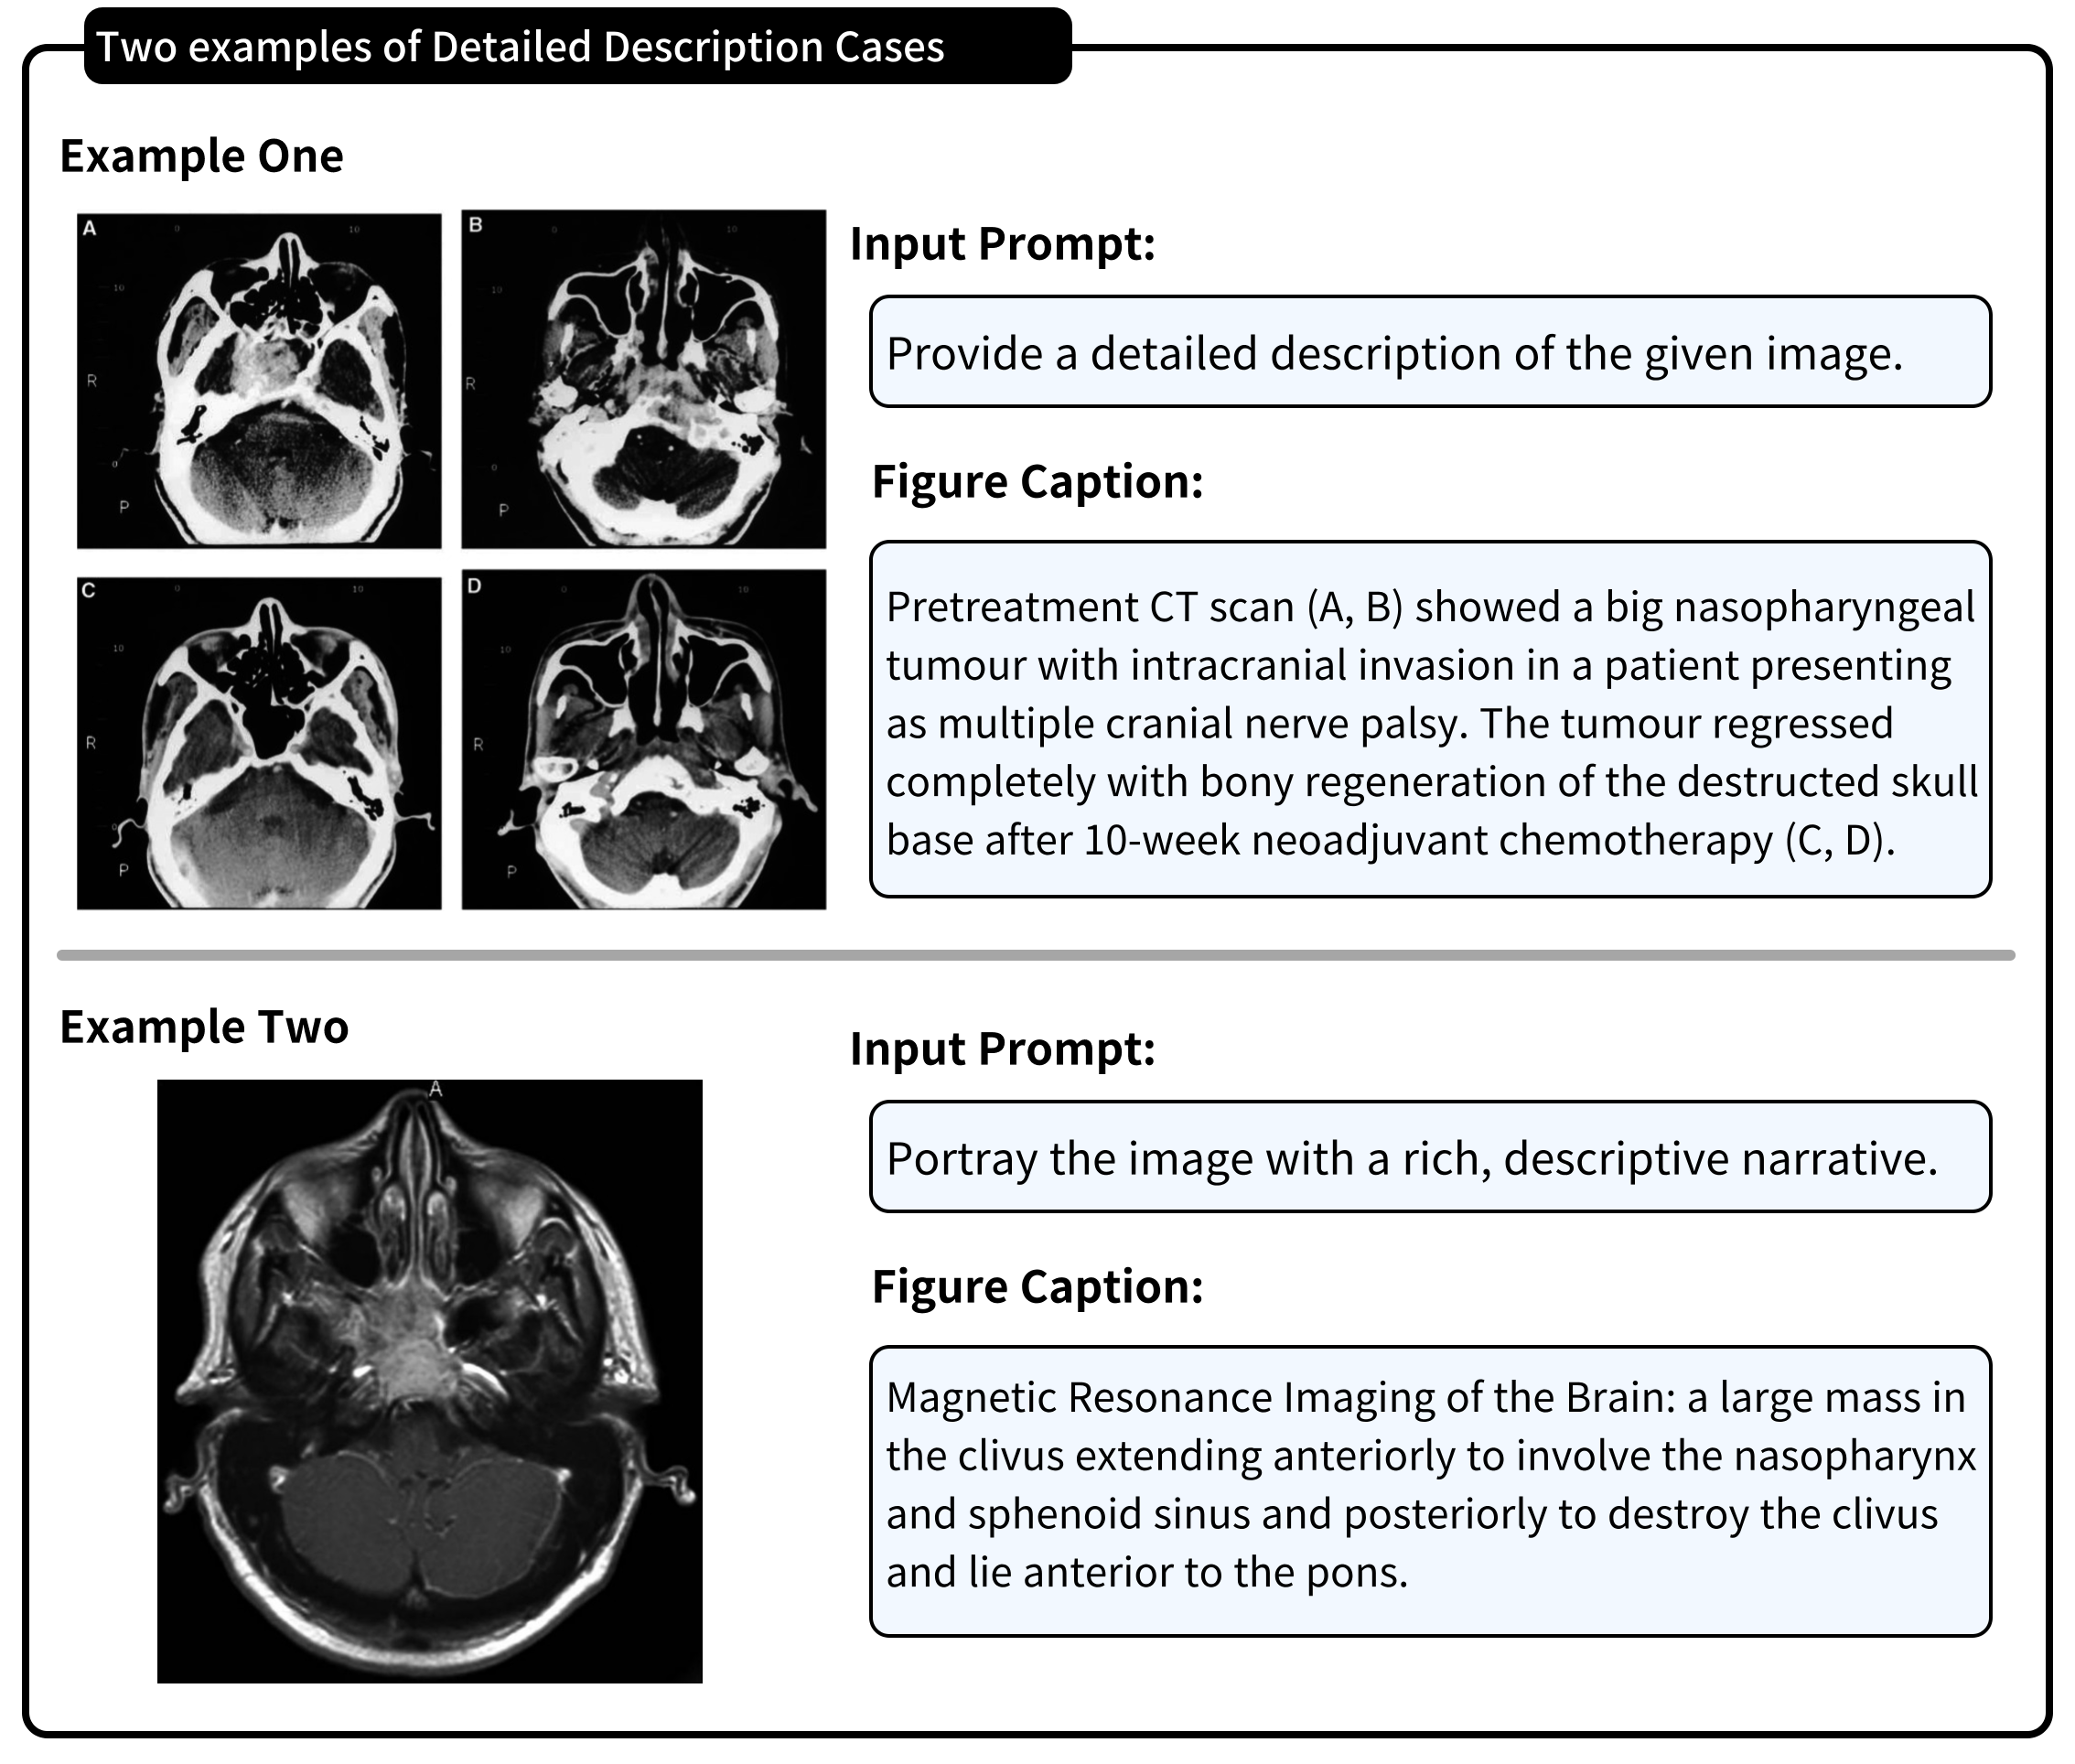 Two examples of Detailed Description Cases
Example One
A
0
10
10
R
0
P
B
0
10
10
R
0
P
C
0
10
10
R
0
P
D
0
10
10
R
P
Input Prompt:
Provide a detailed description of the given image.
Figure Caption:
Pretreatment CT scan (A, B) showed a big nasopharyngeal
tumour with intracranial invasion in a patient presenting
as multiple cranial nerve palsy. The tumour regressed
completely with bony regeneration of the destructed skull
base after 10-week neoadjuvant chemotherapy (C, D).
Example Two
A
Input Prompt:
Portray the image with a rich, descriptive narrative.
Figure Caption:
Magnetic Resonance Imaging of the Brain: a large mass in
the clivus extending anteriorly to involve the nasopharynx
and sphenoid sinus and posteriorly to destroy the clivus
and lie anterior to the pons.